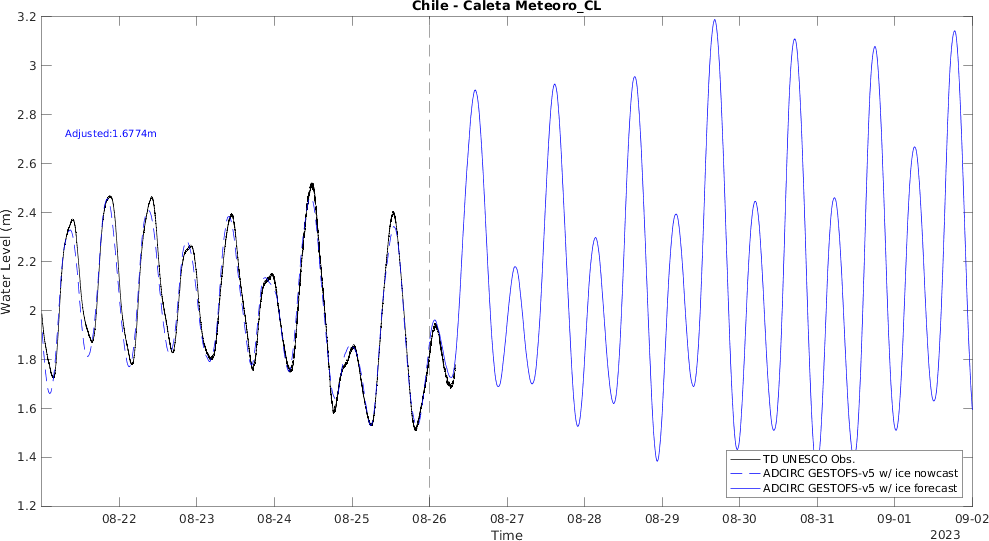 Chile - Caleta Meteoro_CL
3.2
3
2.8
2.6
2.4
2.2
2
1.8
1.6
1.4
1.2
Water Level (m)
Adjusted:1.6774m
TD UNESCO Obs.
ADCIRC GESTOFS-v5 w/ ice nowcast
ADCIRC GESTOFS-v5 w/ ice forecast
08-22 08-23 08-24 08-25 08-26 08-27 08-28 08-29 08-30 08-31 09-01 09-02
Time
2023